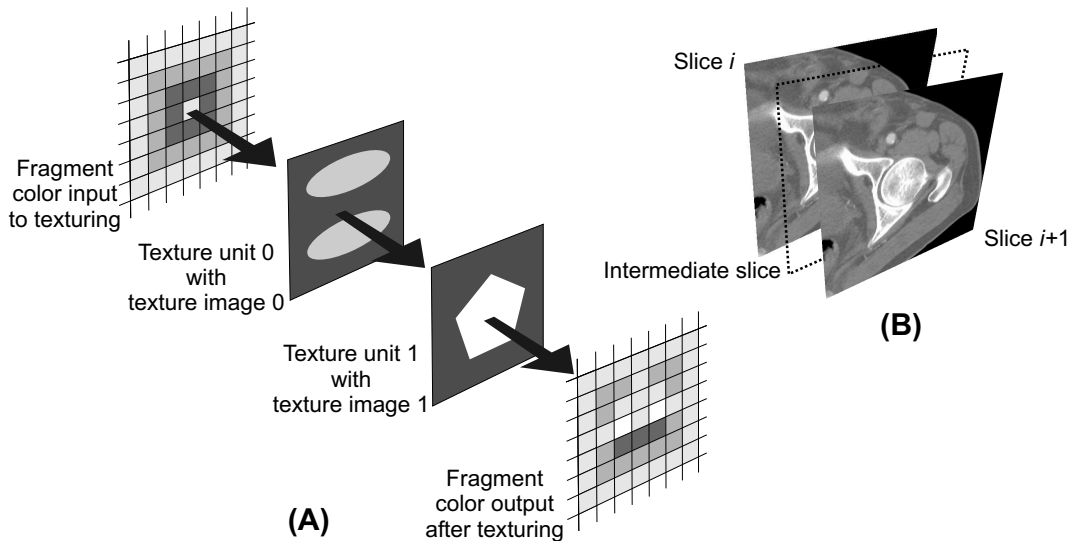 Fragment
color input
to texturing
Texture unit 0
with
texture image 0
Texture unit 1
with
texture image 1
Fragment
color output
after texturing
(A)
Slice i
Slice i+1
Intermediate slice
(B)